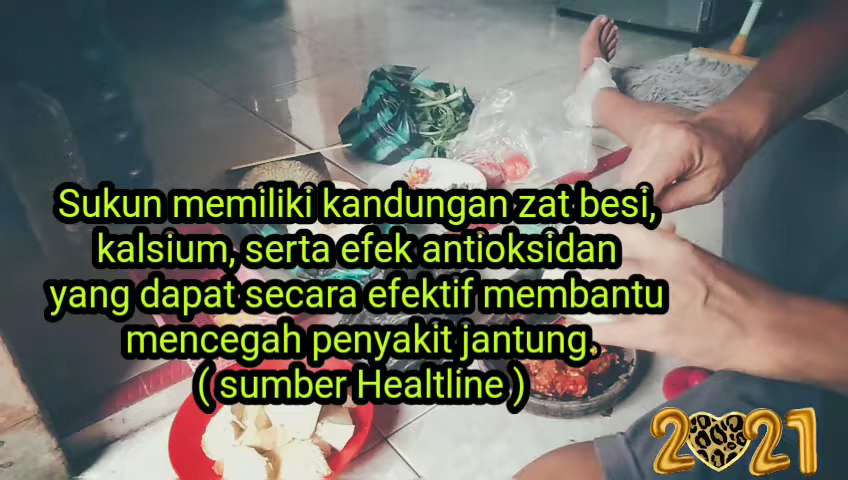 Sukun memiliki kandungan zat besi,
kalsium, serta efek antioksidan
yang dapat secara efektif membantu
mencegah penyakit jantung.
( sumber Healtline )
2021